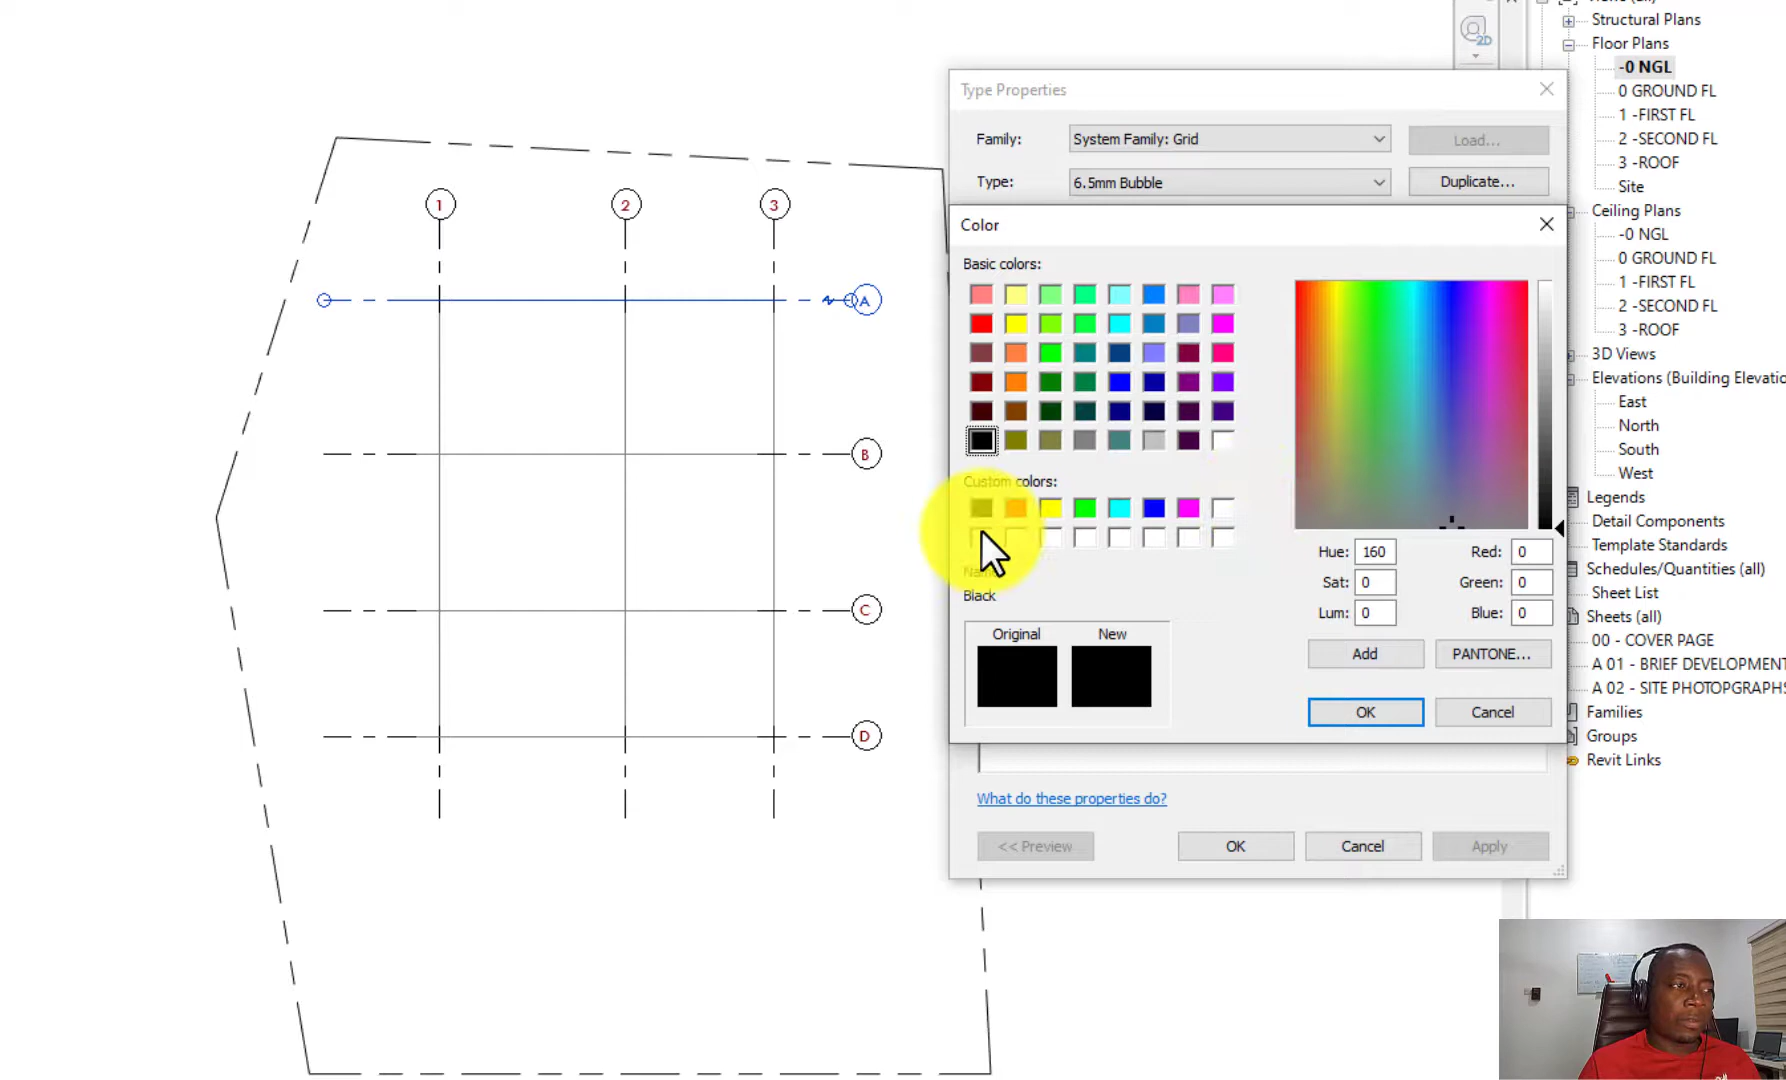 Structural Plans
Floor Plans
-0 NGL
0 GROUND FL
1 -FIRST FL
2 -SECOND FL
3 -ROOF
Site
Ceiling Plans
-0 NGL
0 GROUND FL
1 -FIRST FL
2 -SECOND FL
3 -ROOF
3D Views
Elevations (Building Elevatio
East
North
South
West
Legends
Detail Components
Template Standards
Schedules/Quantities (all)
Sheet List
Sheets (all)
00 - COVER PAGE
A 01 - BRIEF DEVELOPMENT
A 02 - SITE PHOTOPGRAPHS
Families
Groups
Revit Links
2D
Type Properties
Family:
System Family: Grid
Load...
Type:
6.5mm Bubble
Duplicate...
Color
Basic colors:
Custom colors:
Black
Original
New
Hue:
160
Red:
0
Sat:
0
Green:
0
Lum:
0
Blue:
0
Add
PANTONE...
OK
Cancel
What do these properties do?
<< Preview
OK
Cancel
Apply
1
2
3
A
B
C
D